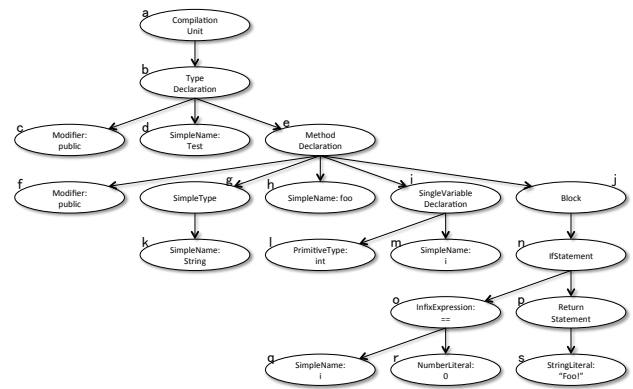 a
Compilation
Unit
b
Type
Declaration
c
Modifier:
public
d
SimpleName:
Test
e
Method
Declaration
f
Modifier:
public
g
SimpleType
h
SimpleName: foo
i
SingleVariable
Declaration
j
Block
k
SimpleName:
String
l
PrimitiveType:
int
m
SimpleName:
i
n
IfStatement
o
InfixExpression:
==
p
Return
Statement
q
SimpleName:
i
r
NumberLiteral:
0
s
StringLiteral:
“Foo!”